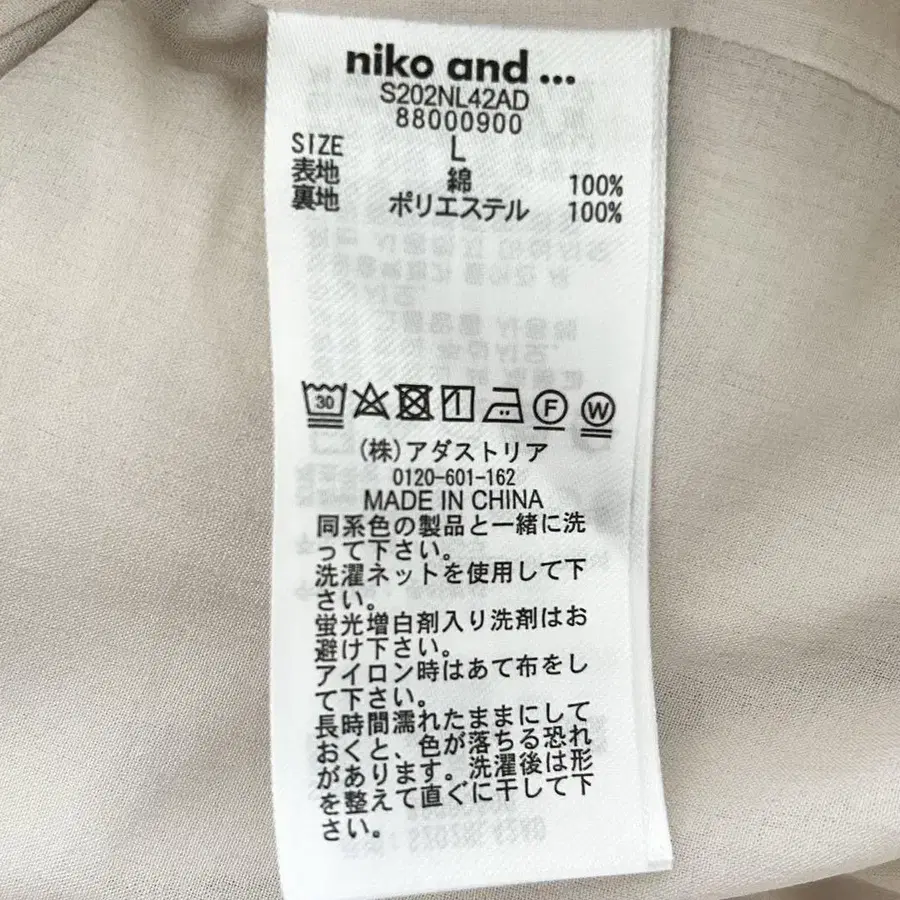 niko and ...
S202NL42AD
88000900
SIZE L
表地 綿 100%
裏地 ポリエステル 100%
30 F W
(株)アダストリア
0120-601-162
MADE IN CHINA
同系色の製品と一緒に洗
って下さい。
洗濯ネットを使用して下
さい。
蛍光増白剤入り洗剤はお
避け下さい。
アイロン時はあて布をし
て下さい。
長時間濡れたままにして
おくと、色が落ちる恐れ
があります。洗濯後は形
を整えて直ぐに干して下
さい。